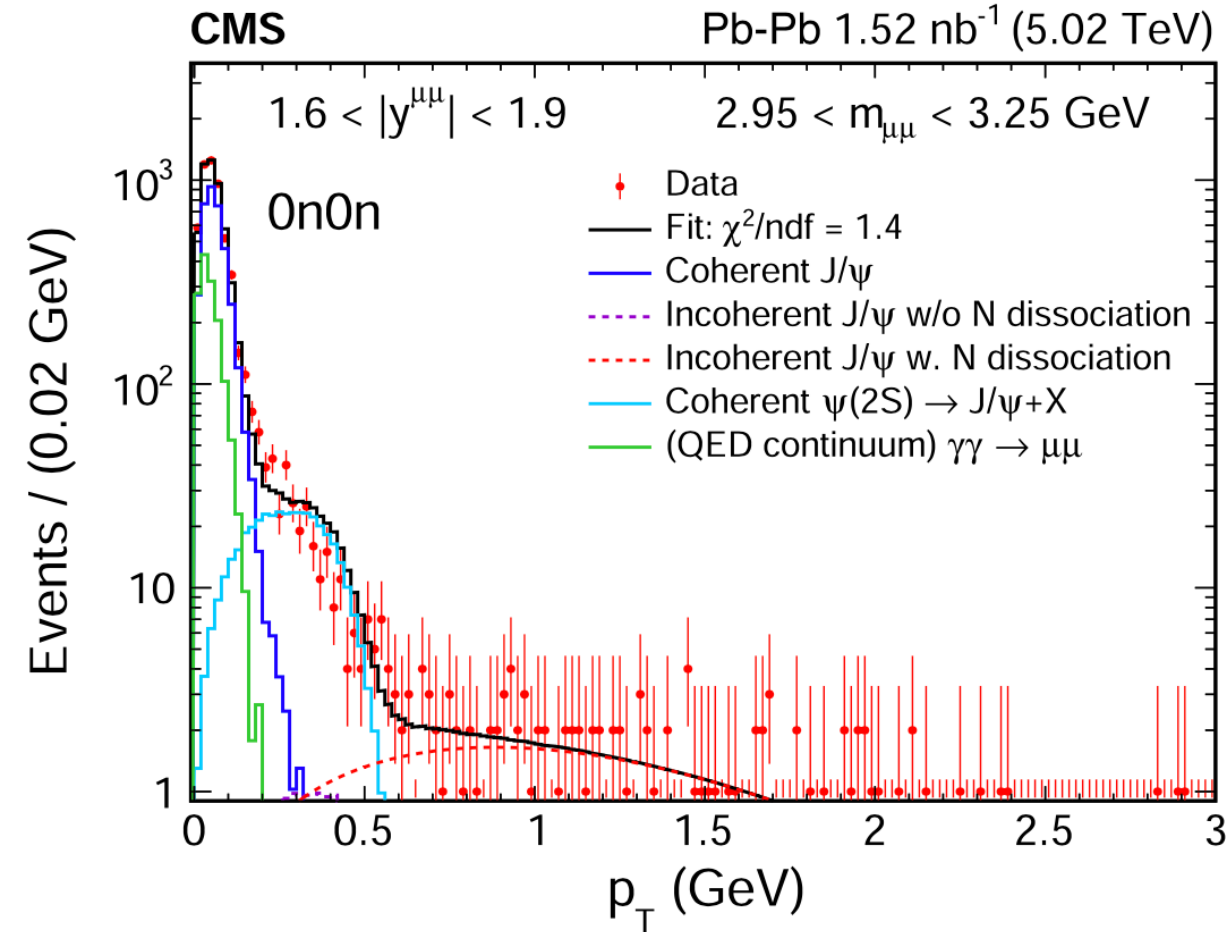 CMS Pb-Pb 1.52 nb⁻¹ (5.02 TeV)
1.6 < |y^μμ| < 1.9 2.95 < m_μμ < 3.25 GeV
0n0n
Data
Fit: χ²/ndf = 1.4
Coherent J/ψ
Incoherent J/ψ w/o N dissociation
Incoherent J/ψ w. N dissociation
Coherent ψ(2S) → J/ψ+X
(QED continuum) γγ → μμ
Events / (0.02 GeV)
10³
10²
10
1
0 0.5 1 1.5 2 2.5 3
p_T (GeV)